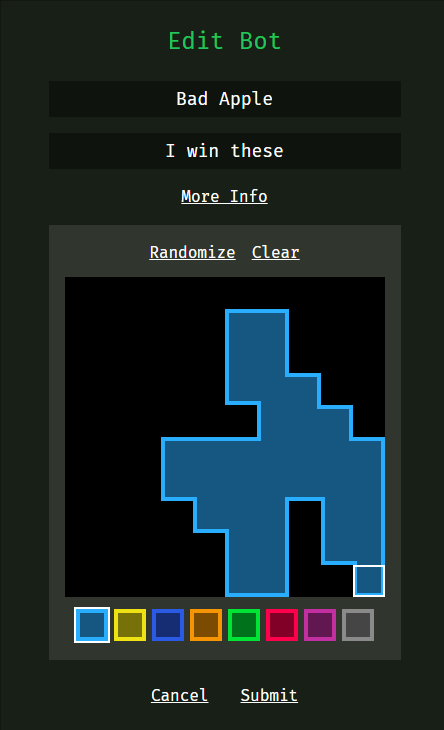 Edit Bot
Bad Apple
I win these
More Info
Randomize Clear
Cancel Submit